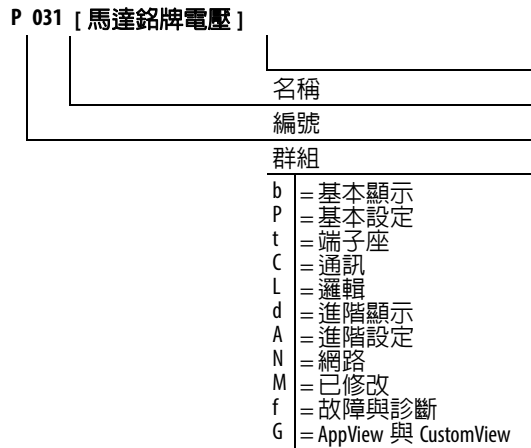 P 031 [ 馬達銘牌電壓 ]
名稱
編號
群組
b = 基本顯示
P = 基本設定
t = 端子座
C = 通訊
L = 邏輯
d = 進階顯示
A = 進階設定
N = 網路
M = 已修改
f = 故障與診斷
G = AppView 與 CustomView